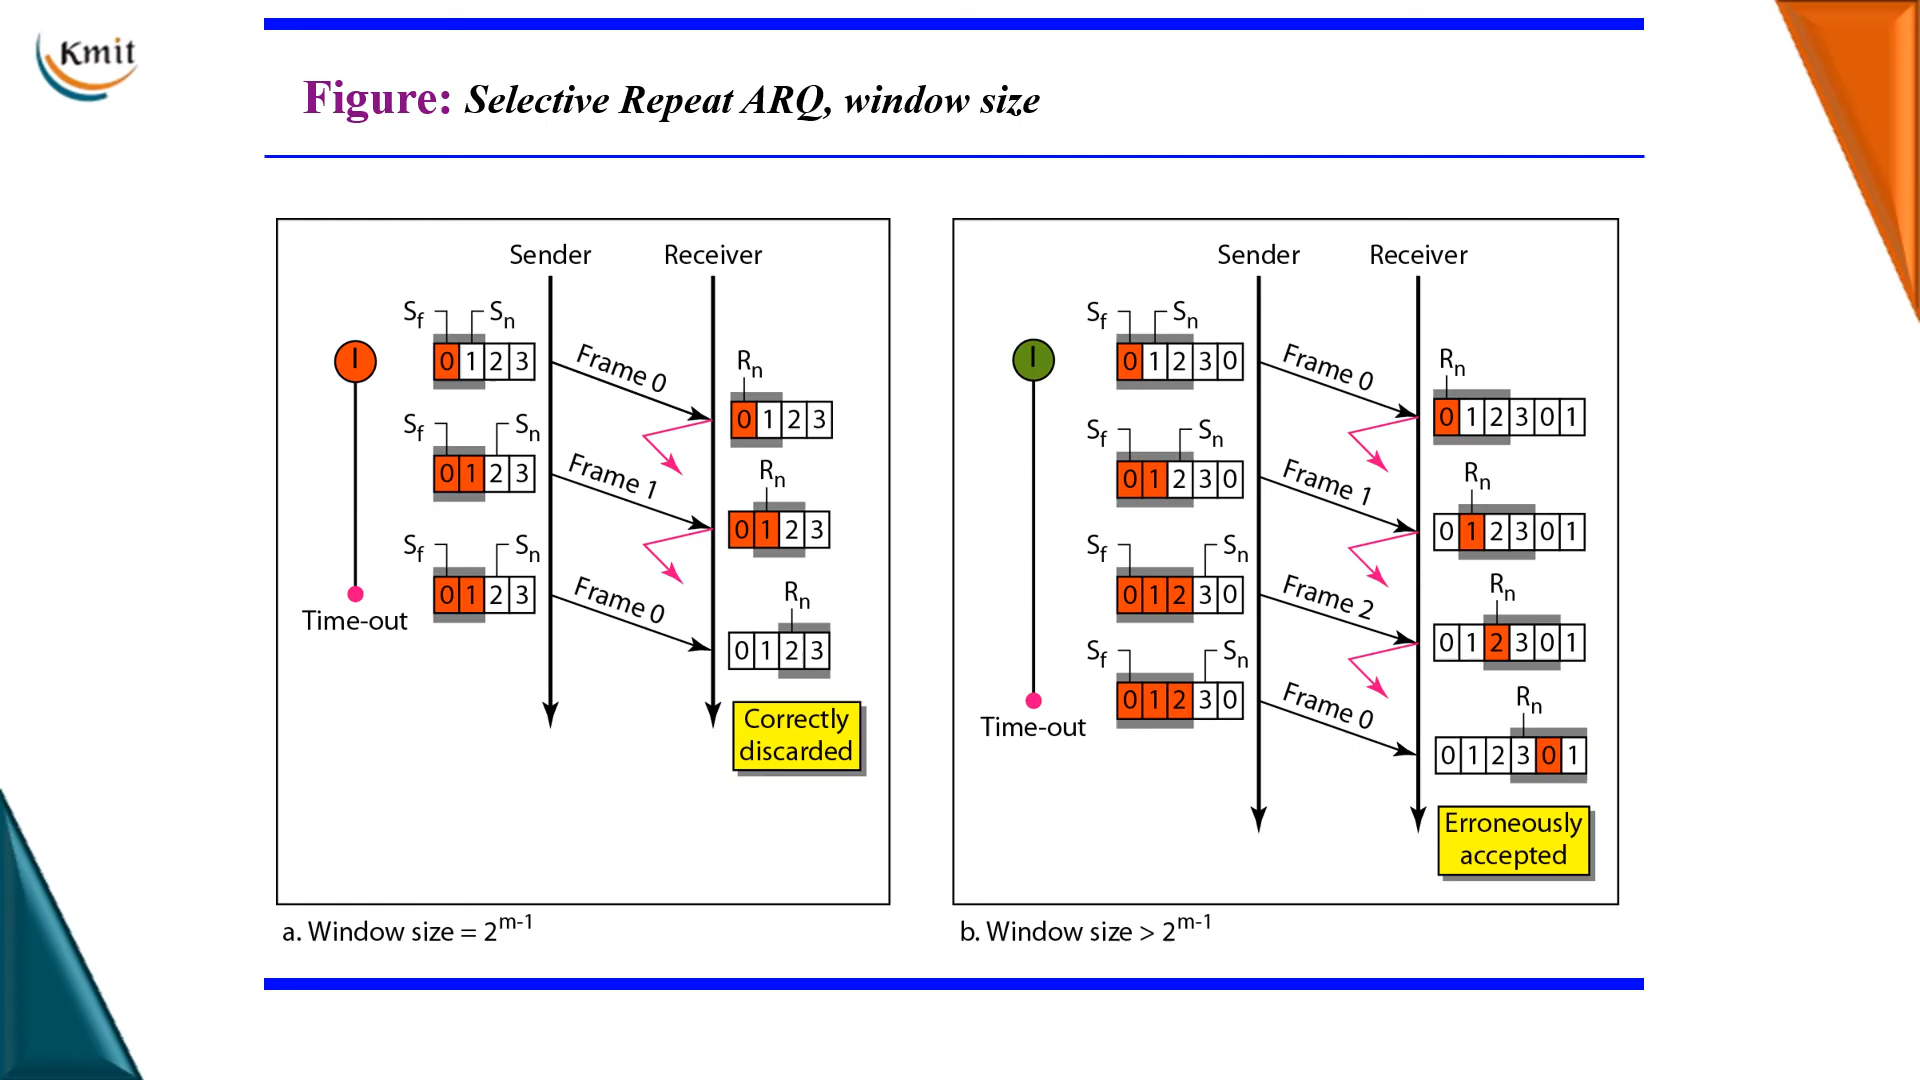 Kmit
Figure: Selective Repeat ARQ, window size
Sender Receiver
Sf Sn
0 1 2 3
Frame 0
Rn
0 1 2 3
Sf Sn
0 1 2 3
Frame 1
Rn
0 1 2 3
Sf Sn
0 1 2 3
Frame 0
Rn
0 1 2 3
Time-out
Correctly
discarded
a. Window size = 2^m-1
Sender Receiver
Sf Sn
0 1 2 3 0
Frame 0
Rn
0 1 2 3 0 1
Sf Sn
0 1 2 3 0
Frame 1
Rn
0 1 2 3 0 1
Sf Sn
0 1 2 3 0
Frame 2
Rn
0 1 2 3 0 1
Sf Sn
0 1 2 3 0
Frame 0
Rn
0 1 2 3 0 1
Time-out
Erroneously
accepted
b. Window size > 2^m-1